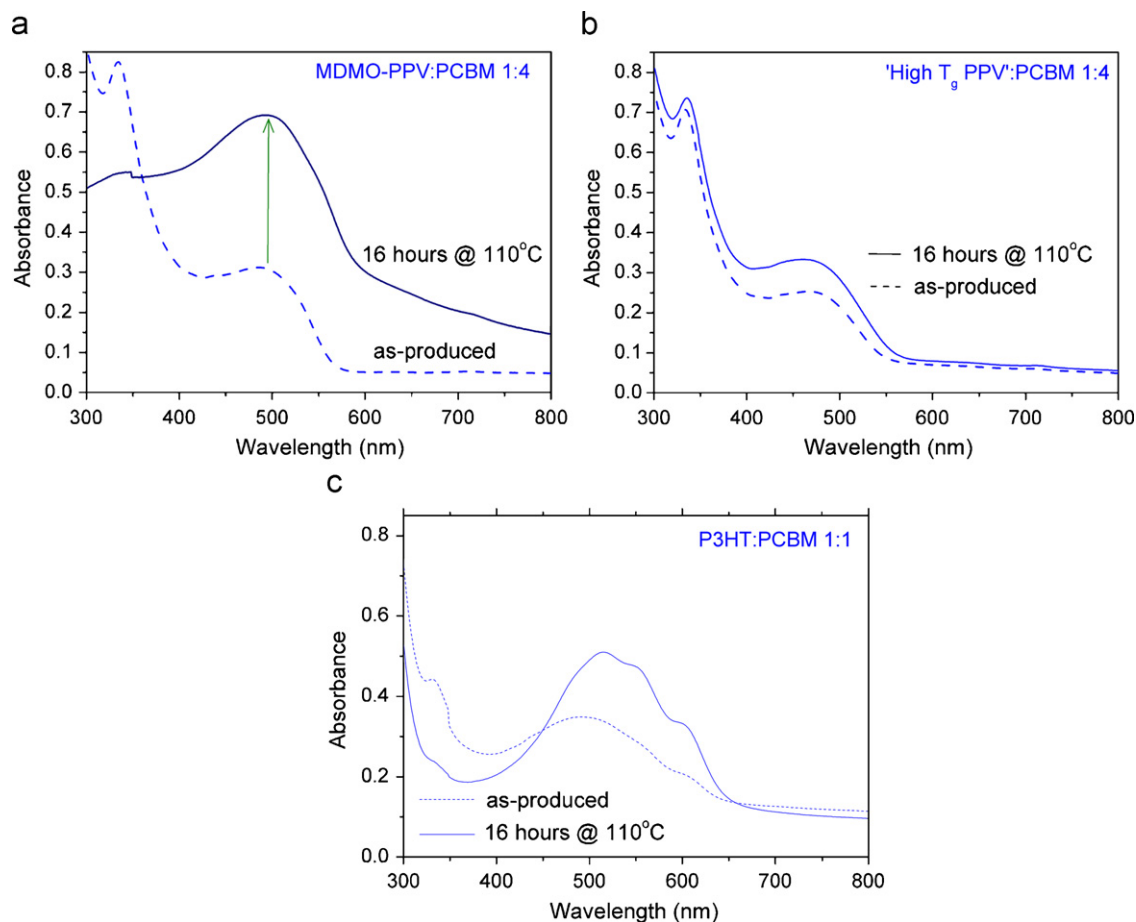 a
MDMO-PPV:PCBM 1:4
0.8
0.7
0.6
0.5
0.4
0.3
0.2
0.1
0.0
Absorbance
16 hours @ 110°C
as-produced
300 400 500 600 700 800
Wavelength (nm)
b
'High Tg PPV':PCBM 1:4
0.8
0.7
0.6
0.5
0.4
0.3
0.2
0.1
0.0
Absorbance
16 hours @ 110°C
as-produced
300 400 500 600 700 800
Wavelength (nm)
c
P3HT:PCBM 1:1
0.8
0.6
0.4
0.2
0.0
Absorbance
as-produced
16 hours @ 110°C
300 400 500 600 700 800
Wavelength (nm)